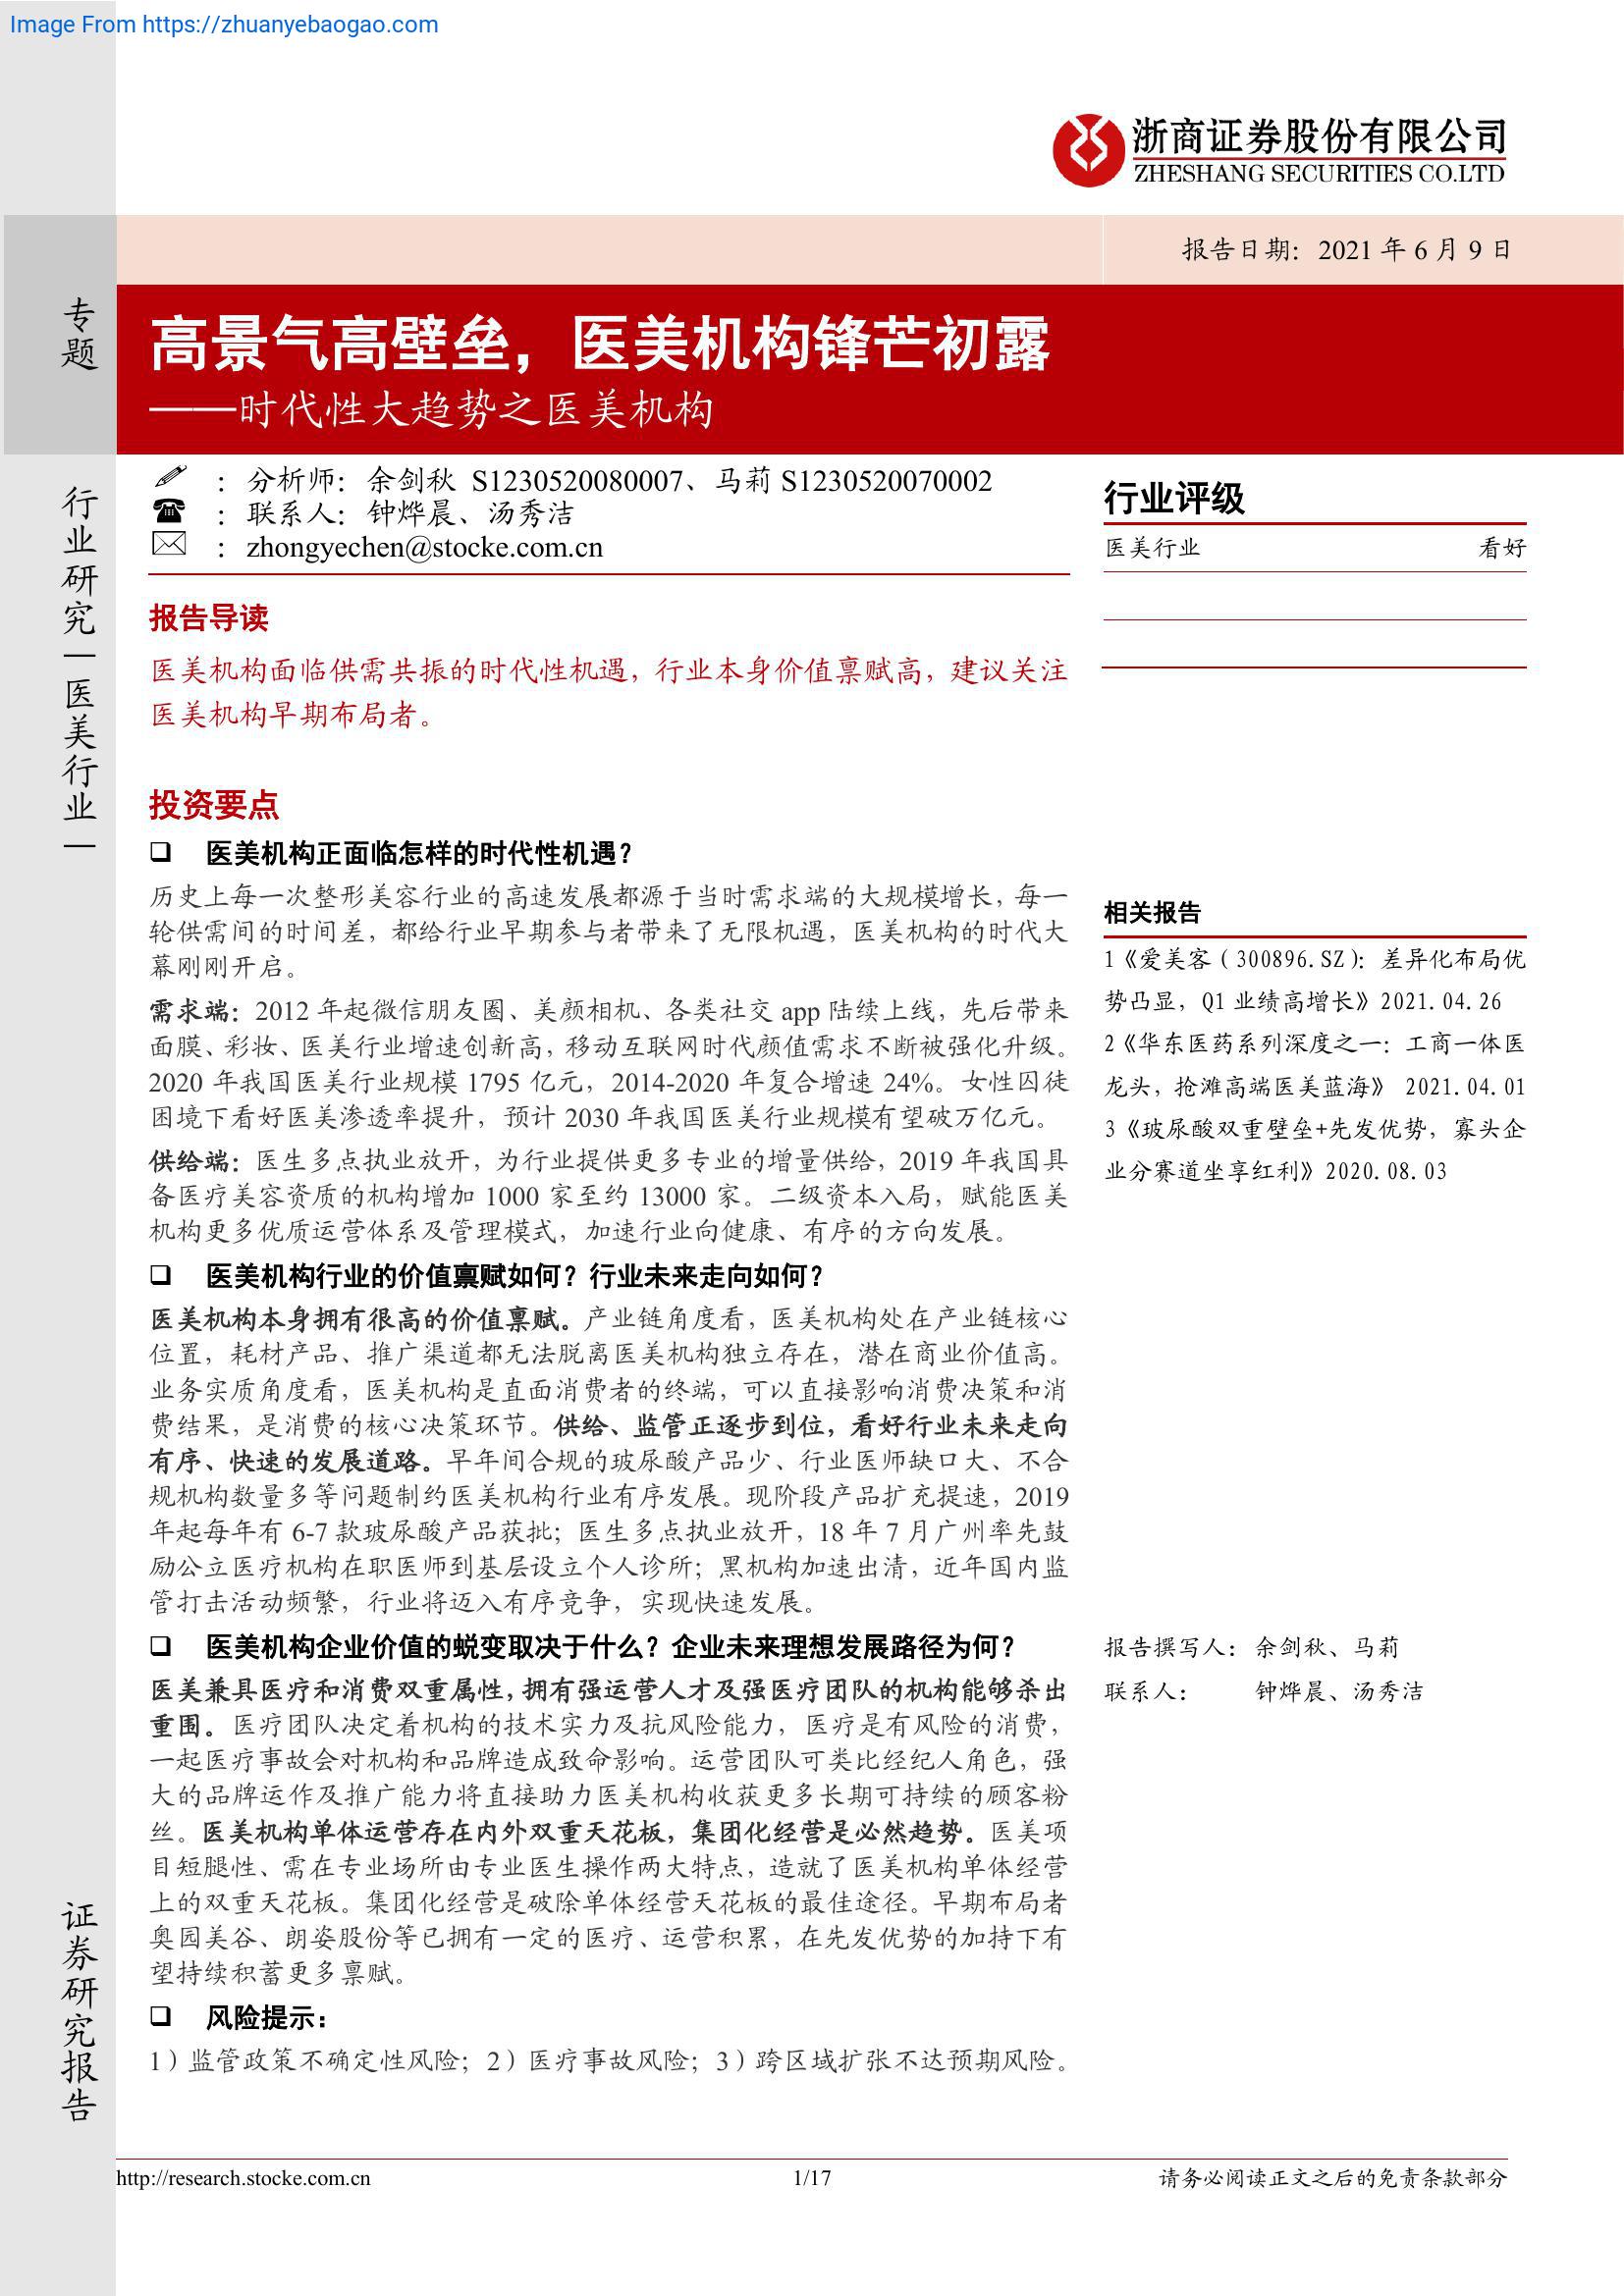 Image From https://zhuanyebaogao.com
浙商证券股份有限公司
ZHESHANG SECURITIES CO.LTD
报告日期：2021 年 6 月 9 日
专题
高景气高壁垒，医美机构锋芒初露
——时代性大趋势之医美机构
行业研究|医美行业|
：分析师：余剑秋 S1230520080007、马莉 S1230520070002
：联系人：钟烨晨、汤秀洁
：zhongyechen@stocke.com.cn
报告导读
医美机构面临供需共振的时代性机遇，行业本身价值禀赋高，建议关注
医美机构早期布局者。
投资要点
❑ 医美机构正面临怎样的时代性机遇？
历史上每一次整形美容行业的高速发展都源于当时需求端的大规模增长，每一
轮供需间的时间差，都给行业早期参与者带来了无限机遇，医美机构的时代大
幕刚刚开启。
需求端：2012 年起微信朋友圈、美颜相机、各类社交 app 陆续上线，先后带来
面膜、彩妆、医美行业增速创新高，移动互联网时代颜值需求不断被强化升级。
2020 年我国医美行业规模 1795 亿元，2014-2020 年复合增速 24%。女性囚徒
困境下看好医美渗透率提升，预计 2030 年我国医美行业规模有望破万亿元。
供给端：医生多点执业放开，为行业提供更多专业的增量供给，2019 年我国具
备医疗美容资质的机构增加 1000 家至约 13000 家。二级资本入局，赋能医美
机构更多优质运营体系及管理模式，加速行业向健康、有序的方向发展。
❑ 医美机构行业的价值禀赋如何？行业未来走向如何？
医美机构本身拥有很高的价值禀赋。产业链角度看，医美机构处在产业链核心
位置，耗材产品、推广渠道都无法脱离医美机构独立存在，潜在商业价值高。
业务实质角度看，医美机构是直面消费者的终端，可以直接影响消费决策和消
费结果，是消费的核心决策环节。供给、监管正逐步到位，看好行业未来走向
有序、快速的发展道路。早年间合规的玻尿酸产品少、行业医师缺口大、不合
规机构数量多等问题制约医美机构行业有序发展。现阶段产品扩充提速，2019
年起每年有 6-7 款玻尿酸产品获批；医生多点执业放开，18 年 7 月广州率先鼓
励公立医疗机构在职医师到基层设立个人诊所；黑机构加速出清，近年国内监
管打击活动频繁，行业将迈入有序竞争，实现快速发展。
❑ 医美机构企业价值的蜕变取决于什么？企业未来理想发展路径为何？
医美兼具医疗和消费双重属性，拥有强运营人才及强医疗团队的机构能够杀出
重围。医疗团队决定着机构的技术实力及抗风险能力，医疗是有风险的消费，
一起医疗事故会对机构和品牌造成致命影响。运营团队可类比经纪人角色，强
大的品牌运作及推广能力将直接助力医美机构收获更多长期可持续的顾客粉
丝。医美机构单体运营存在内外双重天花板，集团化经营是必然趋势。医美项
目短腿性、需在专业场所由专业医生操作两大特点，造就了医美机构单体经营
上的双重天花板。集团化经营是破除单体经营天花板的最佳途径。早期布局者
奥园美谷、朗姿股份等已拥有一定的医疗、运营积累，在先发优势的加持下有
望持续积蓄更多禀赋。
❑ 风险提示：
1）监管政策不确定性风险；2）医疗事故风险；3）跨区域扩张不达预期风险。
行业评级
医美行业 看好
相关报告
1《爱美客（300896.SZ）：差异化布局优
势凸显，Q1 业绩高增长》2021.04.26
2《华东医药系列深度之一：工商一体医
龙头，抢滩高端医美蓝海》 2021.04.01
3《玻尿酸双重壁垒+先发优势，寡头企
业分赛道坐享红利》2020.08.03
报告撰写人：余剑秋、马莉
联系人：钟烨晨、汤秀洁
证券研究报告
http://research.stocke.com.cn
1/17
请务必阅读正文之后的免责条款部分